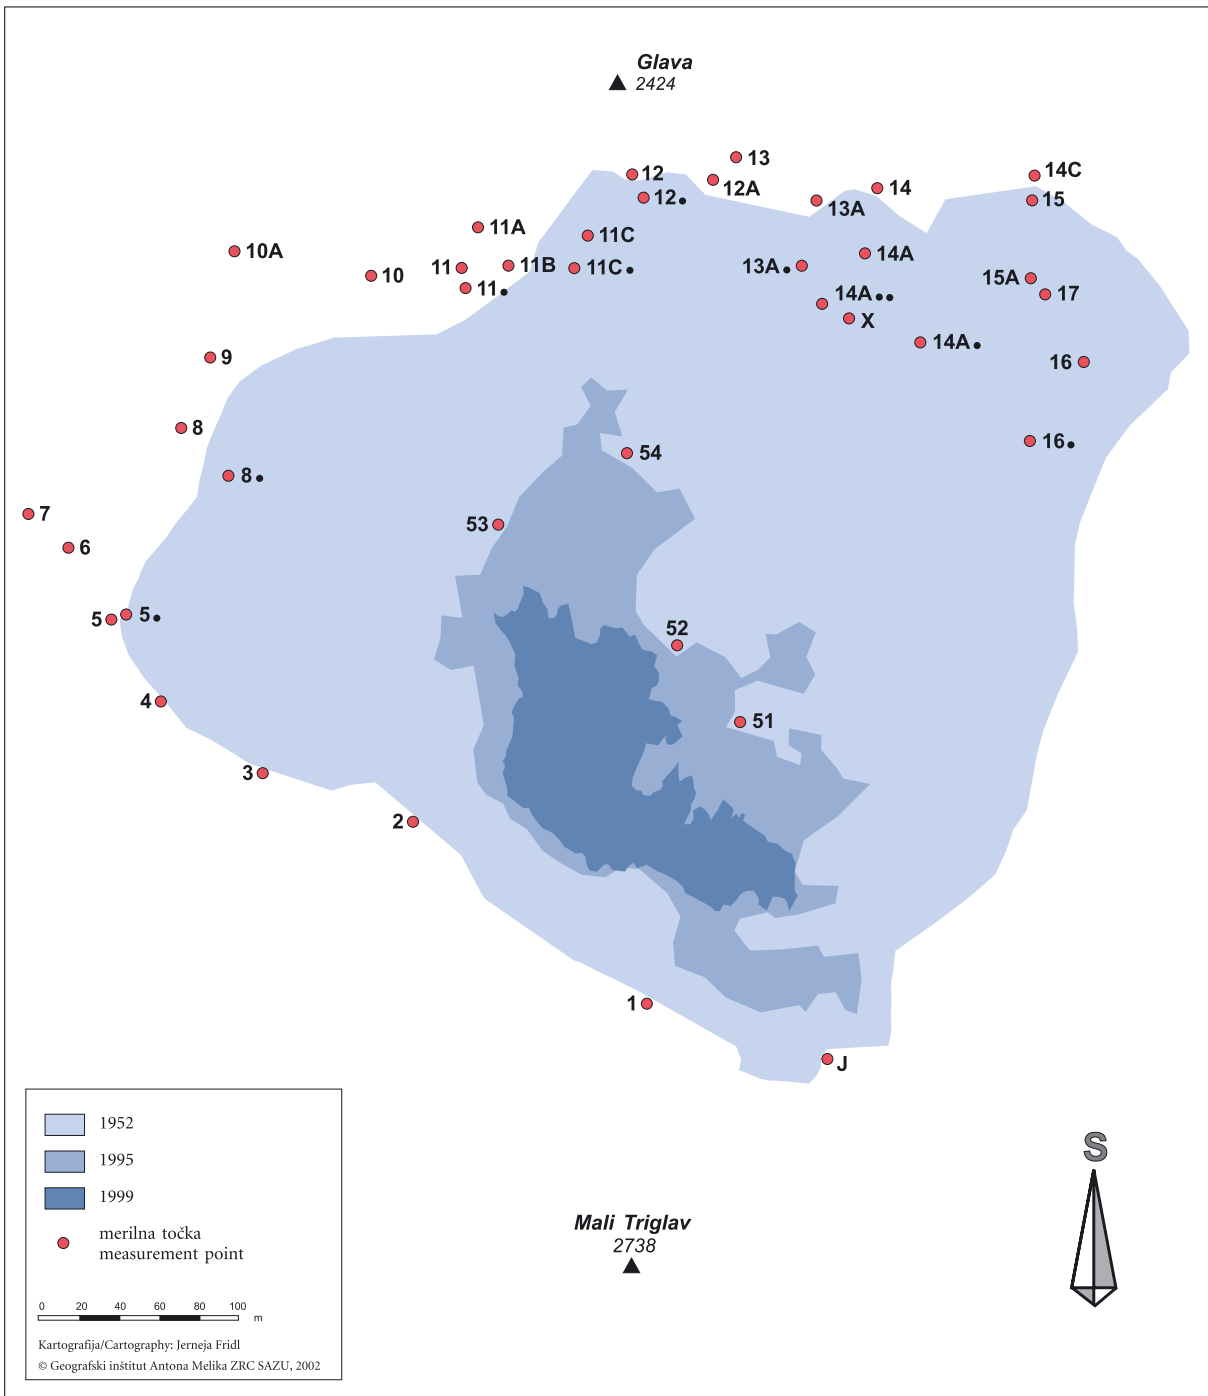 Glava
2424
13
12
14C
12A
14
12•
15
13A
11A
11C
10A
14A
11
11B
13A•
11C•
10
15A
11•
17
14A••
X
14A•
9
16
8
16•
54
8•
7
53
6
5
5•
52
4
51
3
2
1
J
1952
1995
1999
merilna točka
measurement point
0 20 40 60 80 100
m
Kartografija/Cartography: Jerneja Fridl
© Geografski inštitut Antona Melika ZRC SAZU, 2002
Mali Triglav
2738
S